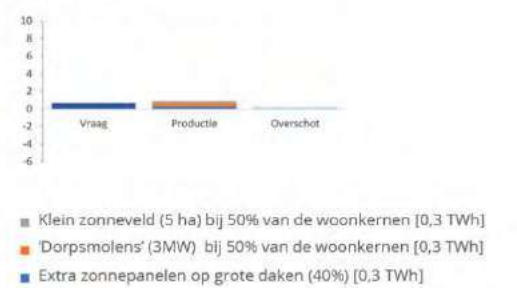 10
8
6
4
2
0
-2
-4
-6
Vraag Productie Overschot
Klein zonneveld (5 ha) bij 50% van de woonkernen [0,3 TWh]
'Dorpsmolens' (3MW) bij 50% van de woonkernen [0,3 TWh]
Extra zonnepanelen op grote daken (40%) [0,3 TWh]